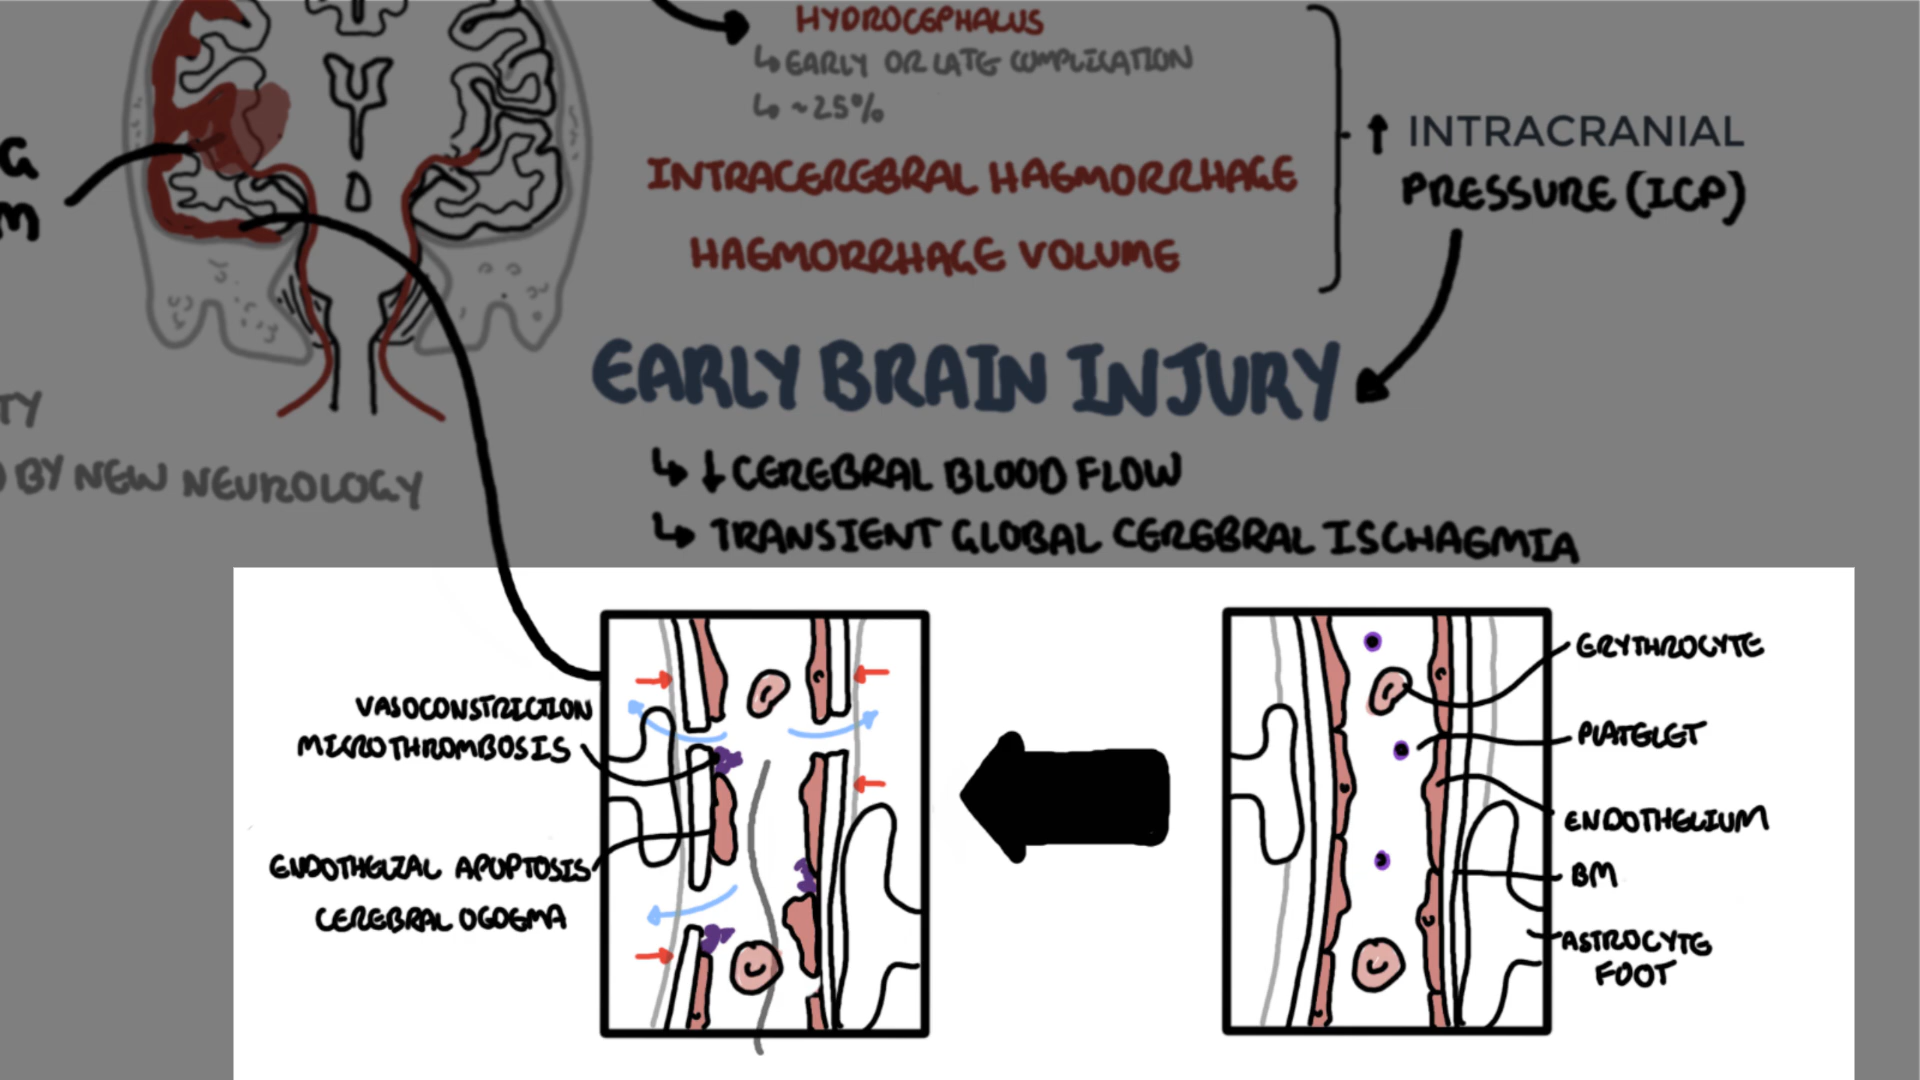 HYDROCEPHALUS
↳ EARLY OR LATE COMPLICATION
↳ ~25%
INTRACEREBRAL HAEMORRHAGE
HAEMORRHAGE VOLUME
↑ INTRACRANIAL
PRESSURE (ICP)
G
M
TY
BY NEW NEUROLOGY
EARLY BRAIN INJURY
↳ ↓ CEREBRAL BLOOD FLOW
↳ TRANSIENT GLOBAL CEREBRAL ISCHAEMIA
VASOCONSTRICTION
MICROTHROMBOSIS
ENDOTHELIAL APOPTOSIS
CEREBRAL OEDEMA
ERYTHROCYTE
PLATELET
ENDOTHELIUM
BM
ASTROCYTE
FOOT